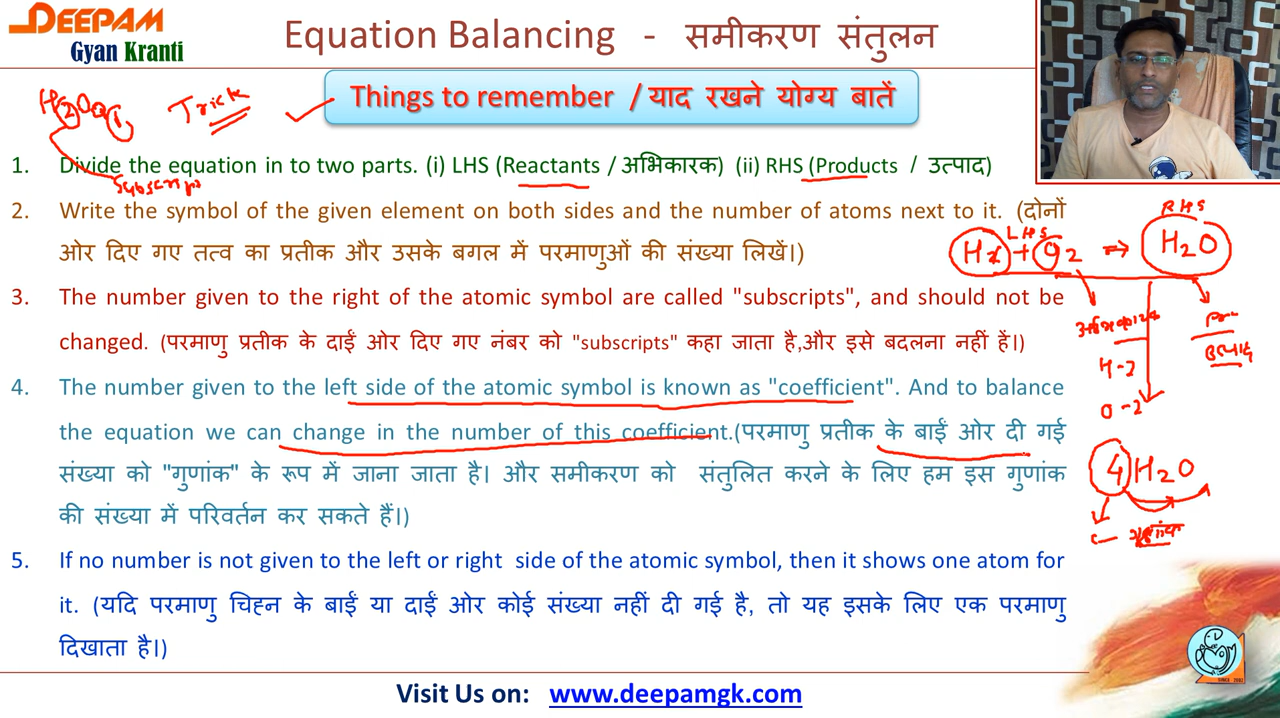 DEEPAM
Gyan Kranti
Equation Balancing - समीकरण संतुलन
Things to remember / याद रखने योग्य बातें
Trick
1. Divide the equation in to two parts. (i) LHS (Reactants / अभिकारक) (ii) RHS (Products / उत्पाद)
Subscrip
2. Write the symbol of the given element on both sides and the number of atoms next to it. (दोनों
ओर दिए गए तत्व का प्रतीक और उसके बगल में परमाणुओं की संख्या लिखें।)
RHS
LHS
H2 + O2 ⇒ H2O
3. The number given to the right of the atomic symbol are called "subscripts", and should not be
changed. (परमाणु प्रतीक के दाईं ओर दिए गए नंबर को "subscripts" कहा जाता है,और इसे बदलना नहीं हैं।)
उत्पाद
H-2
O-2
4. The number given to the left side of the atomic symbol is known as "coefficient". And to balance
the equation we can change in the number of this coefficient.(परमाणु प्रतीक के बाईं ओर दी गई
संख्या को "गुणांक" के रूप में जाना जाता है। और समीकरण को संतुलित करने के लिए हम इस गुणांक
की संख्या में परिवर्तन कर सकते हैं।)
4H2O
गुणांक
5. If no number is not given to the left or right side of the atomic symbol, then it shows one atom for
it. (यदि परमाणु चिह्न के बाईं या दाईं ओर कोई संख्या नहीं दी गई है, तो यह इसके लिए एक परमाणु
दिखाता है।)
Visit Us on: www.deepamgk.com